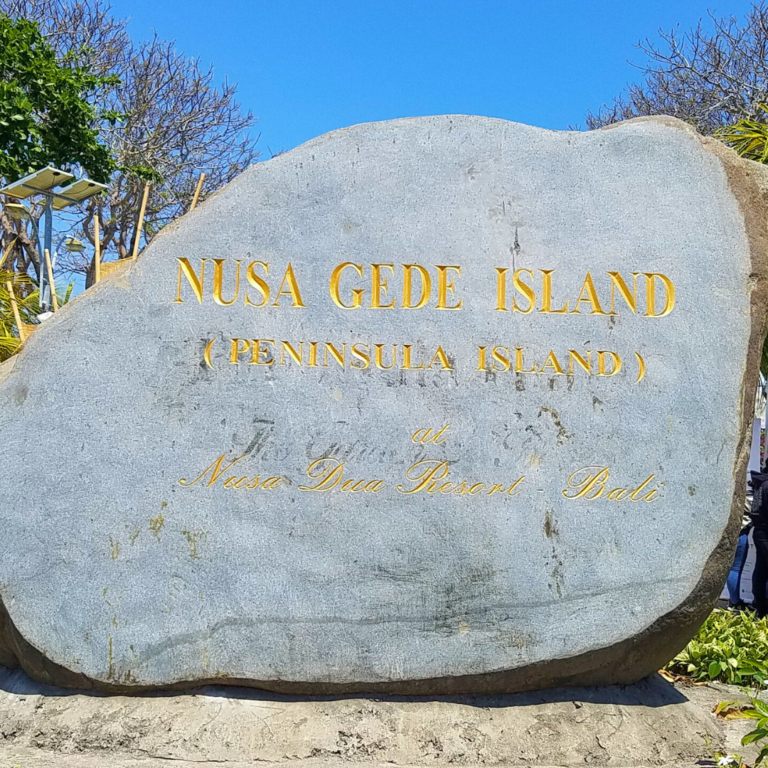 NUSA GEDE ISLAND
( PENINSULA ISLAND )
at
Nusa Dua Resort - Bali